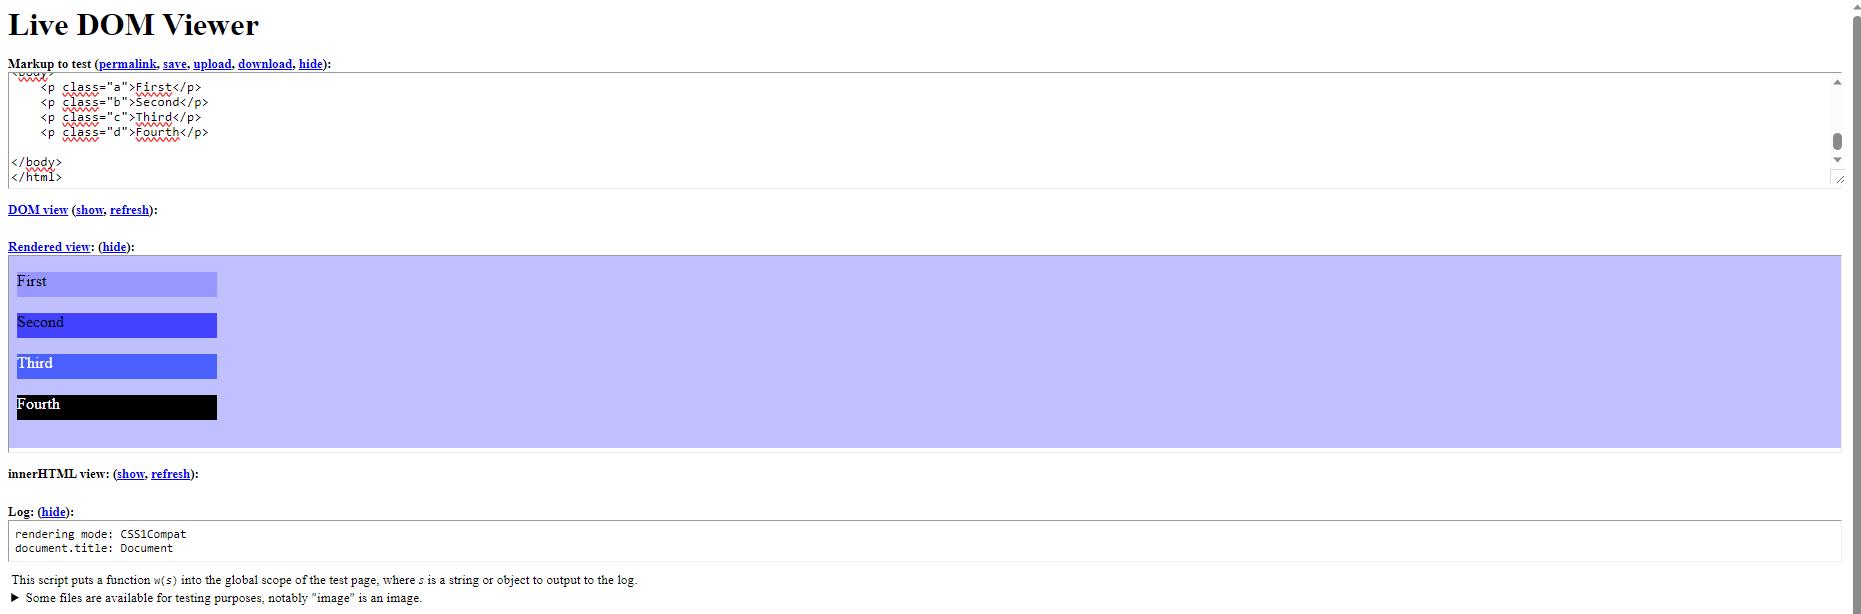 Live DOM Viewer
Markup to test (permalink, save, upload, download, hide):
<body>
<p class="a">First</p>
<p class="b">Second</p>
<p class="c">Third</p>
<p class="d">Fourth</p>
</body>
</html>
DOM view (show, refresh):
Rendered view: (hide):
First
Second
Third
Fourth
innerHTML view: (show, refresh):
Log: (hide):
rendering mode: CSS1Compat
document.title: Document
This script puts a function w(s) into the global scope of the test page, where s is a string or object to output to the log.
▶ Some files are available for testing purposes, notably "image" is an image.